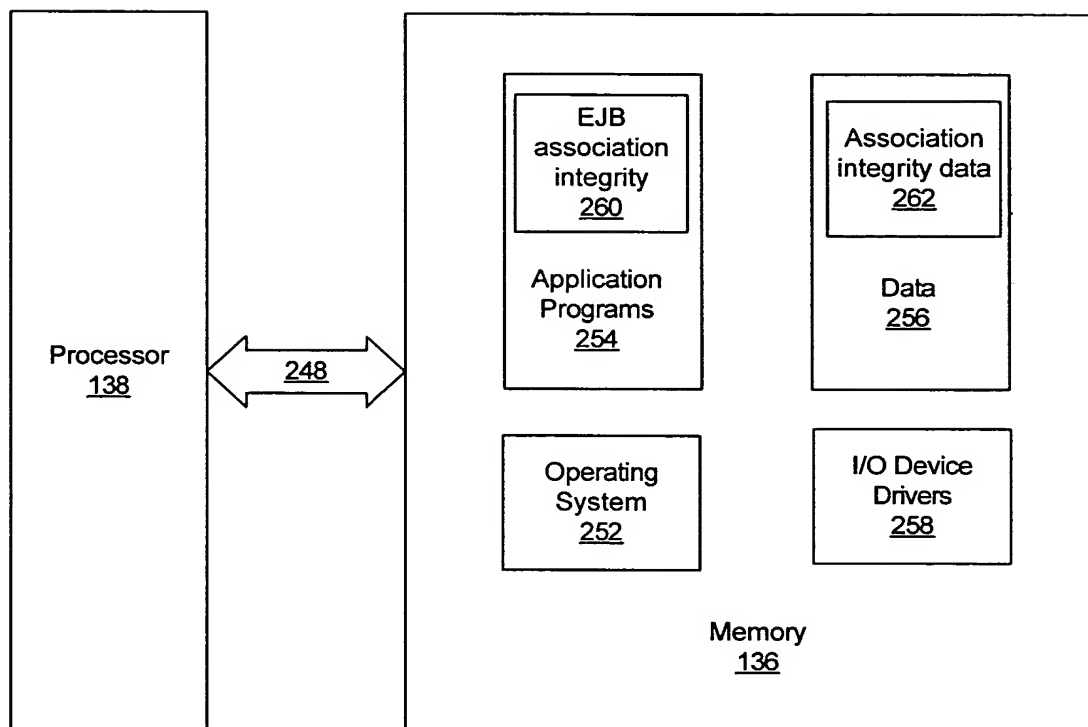 Processor
138
248
EJB
association
integrity
260
Application
Programs
254
Association
integrity data
262
Data
256
Operating
System
252
I/O Device
Drivers
258
Memory
136